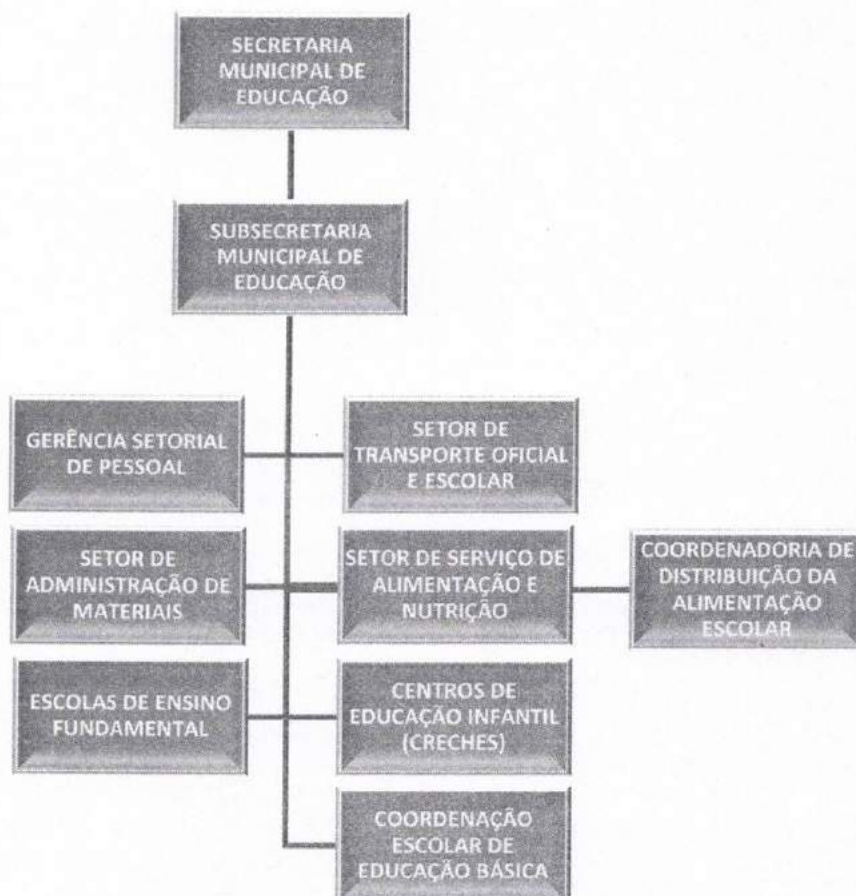 SECRETARIA
MUNICIPAL DE
EDUCAÇÃO
SUBSECRETARIA
MUNICIPAL DE
EDUCAÇÃO
GERÊNCIA SETORIAL
DE PESSOAL
SETOR DE
TRANSPORTE OFICIAL
E ESCOLAR
SETOR DE
ADMINISTRAÇÃO DE
MATERIAIS
SETOR DE SERVIÇO DE
ALIMENTAÇÃO E
NUTRIÇÃO
COORDENADORIA DE
DISTRIBUIÇÃO DA
ALIMENTAÇÃO
ESCOLAR
ESCOLAS DE ENSINO
FUNDAMENTAL
CENTROS DE
EDUCAÇÃO INFANTIL
(CRECHES)
COORDENAÇÃO
ESCOLAR DE
EDUCAÇÃO BÁSICA